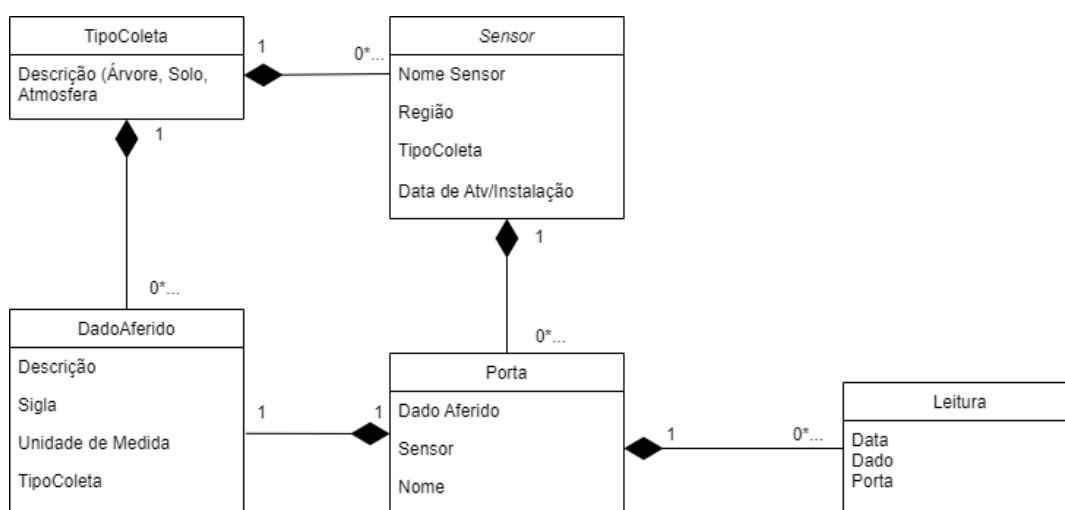 TipoColeta
Descrição (Árvore, Solo,
Atmosfera
1
0*...
Sensor
Nome Sensor
Região
TipoColeta
Data de Atv/Instalação
1
0*...
1
0*...
DadoAferido
Descrição
Sigla
Unidade de Medida
TipoColeta
1
1
Porta
Dado Aferido
Sensor
Nome
1
0*...
Leitura
Data
Dado
Porta